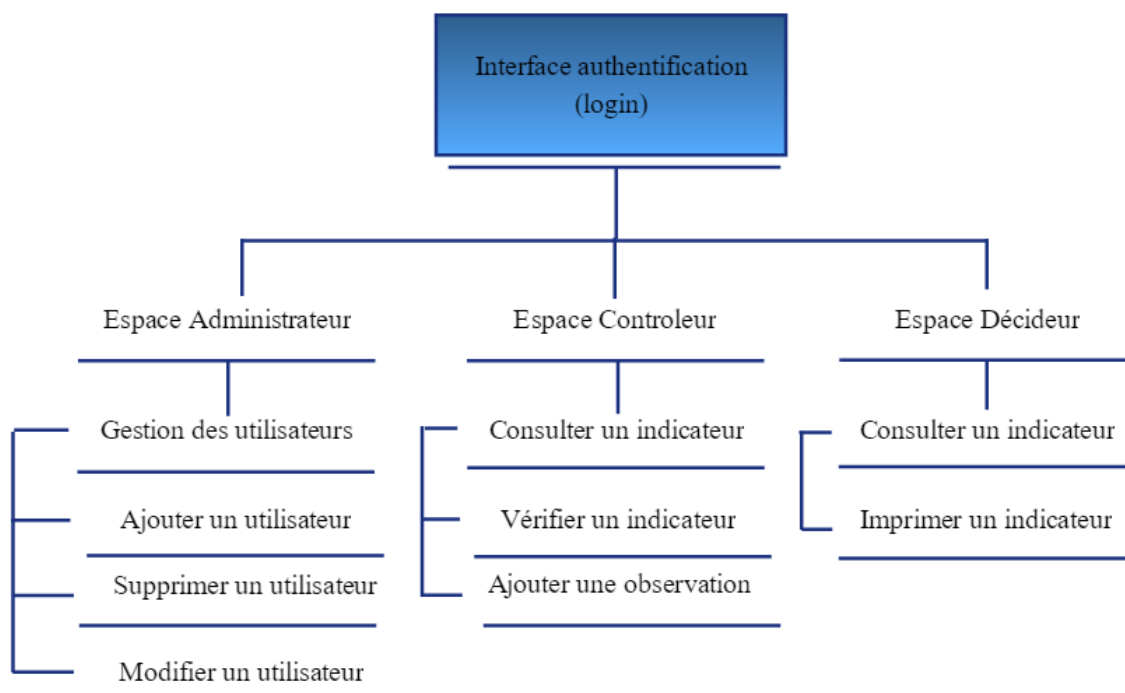 Interface authentification
(login)
Espace Administrateur
Espace Controleur
Espace Décideur
Gestion des utilisateurs
Ajouter un utilisateur
Supprimer un utilisateur
Modifier un utilisateur
Consulter un indicateur
Vérifier un indicateur
Ajouter une observation
Consulter un indicateur
Imprimer un indicateur